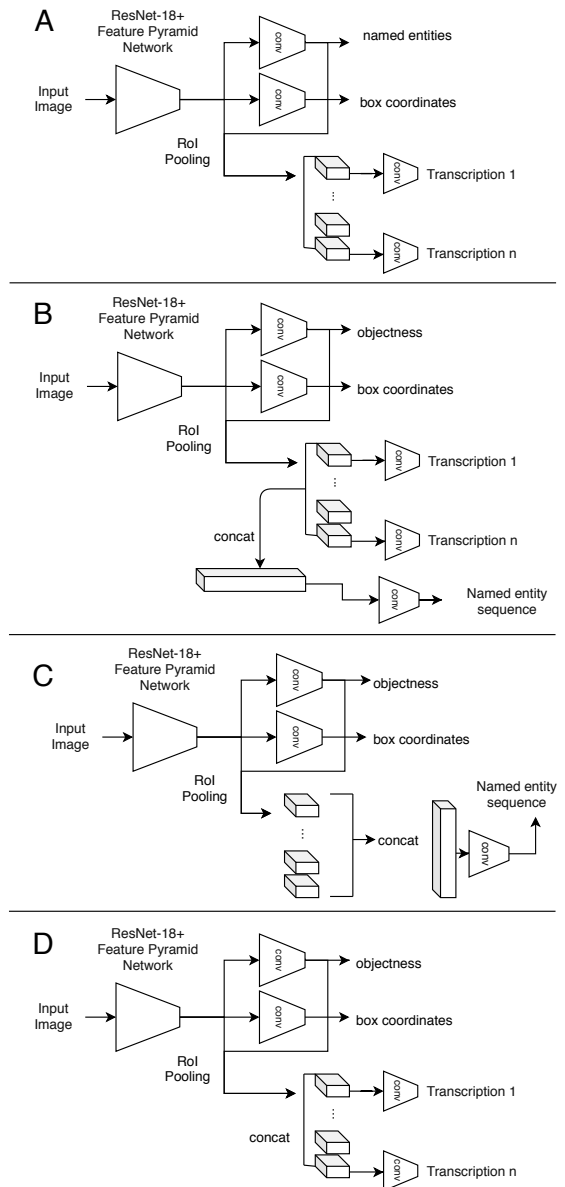 A
ResNet-18+
Feature Pyramid
Network
conv
named entities
Input
Image
conv
box coordinates
RoI
Pooling
conv
Transcription 1
...
conv
Transcription n
B
ResNet-18+
Feature Pyramid
Network
conv
objectness
Input
Image
conv
box coordinates
RoI
Pooling
conv
Transcription 1
...
concat
conv
Transcription n
conv
Named entity
sequence
C
ResNet-18+
Feature Pyramid
Network
conv
objectness
Input
Image
conv
box coordinates
RoI
Pooling
Named entity
sequence
...
concat
conv
D
ResNet-18+
Feature Pyramid
Network
conv
objectness
Input
Image
conv
box coordinates
RoI
Pooling
conv
Transcription 1
...
concat
conv
Transcription n